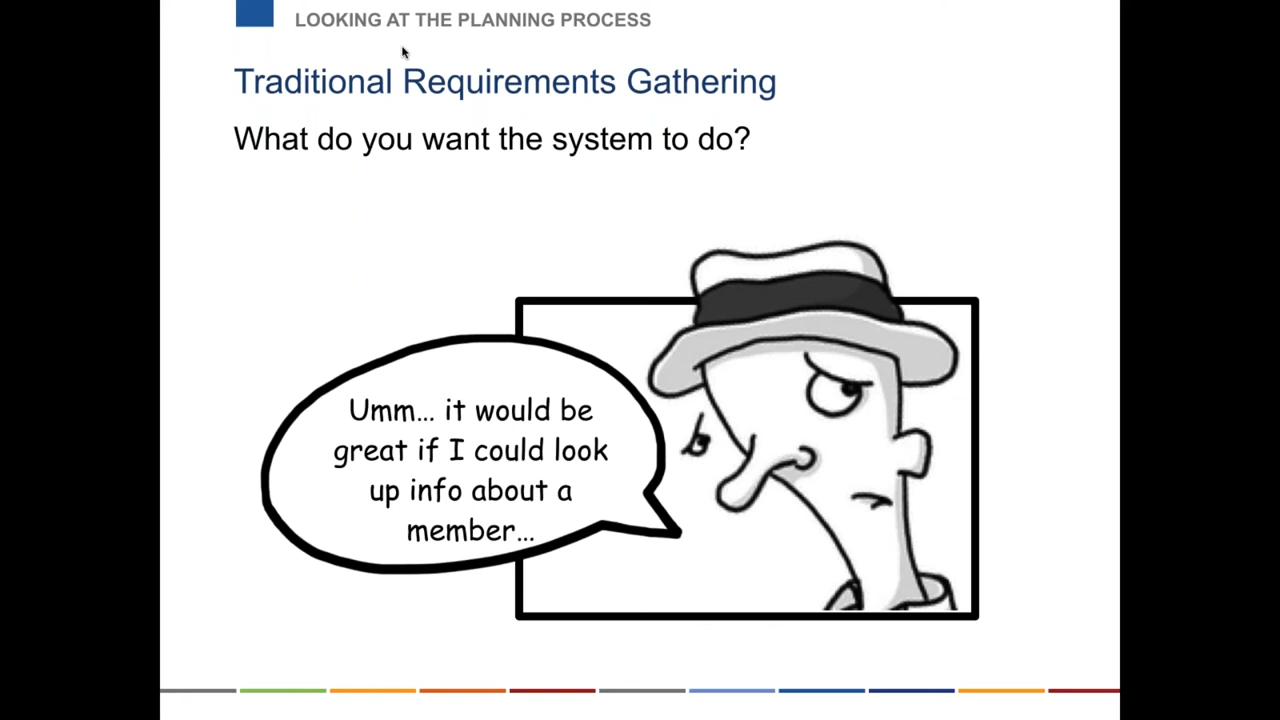 LOOKING AT THE PLANNING PROCESS
Traditional Requirements Gathering
What do you want the system to do?
Umm... it would be
great if I could look
up info about a
member...